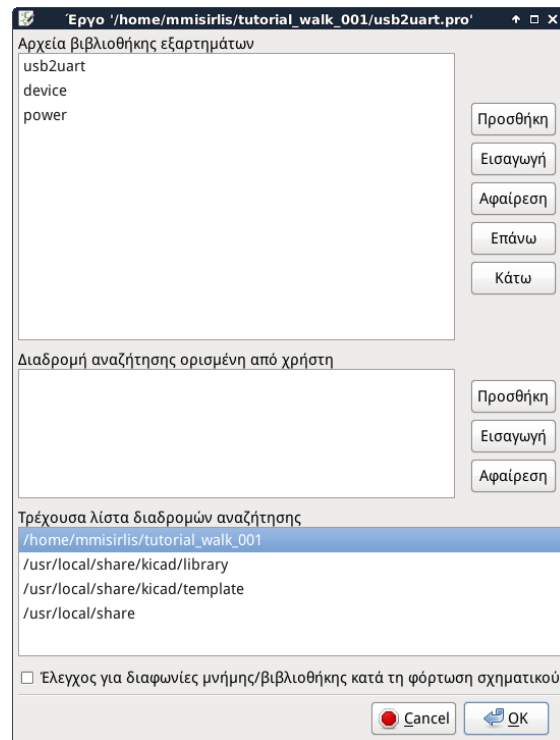 Έργο '/home/mmisirlis/tutorial_walk_001/usb2uart.pro'
Αρχεία βιβλιοθήκης εξαρτημάτων
usb2uart
device
power
Προσθήκη
Εισαγωγή
Αφαίρεση
Επάνω
Κάτω
Διαδρομή αναζήτησης ορισμένη από χρήστη
Προσθήκη
Εισαγωγή
Αφαίρεση
Τρέχουσα λίστα διαδρομών αναζήτησης
/home/mmisirlis/tutorial_walk_001
/usr/local/share/kicad/library
/usr/local/share/kicad/template
/usr/local/share
Έλεγχος για διαφωνίες μνήμης/βιβλιοθήκης κατά τη φόρτωση σχηματικού
Cancel OK